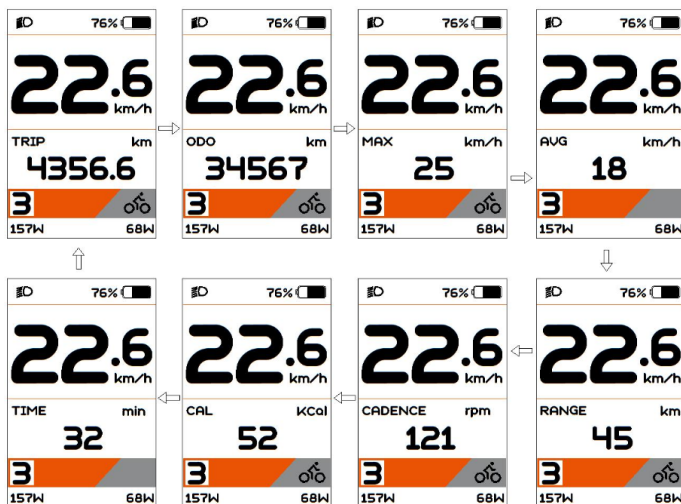 76%
22.6
km/h
TRIP km
4356.6
3
157W 68W
76%
22.6
km/h
ODO km
34567
3
157W 68W
76%
22.6
km/h
MAX km/h
25
3
157W 68W
76%
22.6
km/h
AVG km/h
18
3
157W 68W
76%
22.6
km/h
TIME min
32
3
157W 68W
76%
22.6
km/h
CAL KCal
52
3
157W 68W
76%
22.6
km/h
CADENCE rpm
121
3
157W 68W
76%
22.6
km/h
RANGE km
45
3
157W 68W